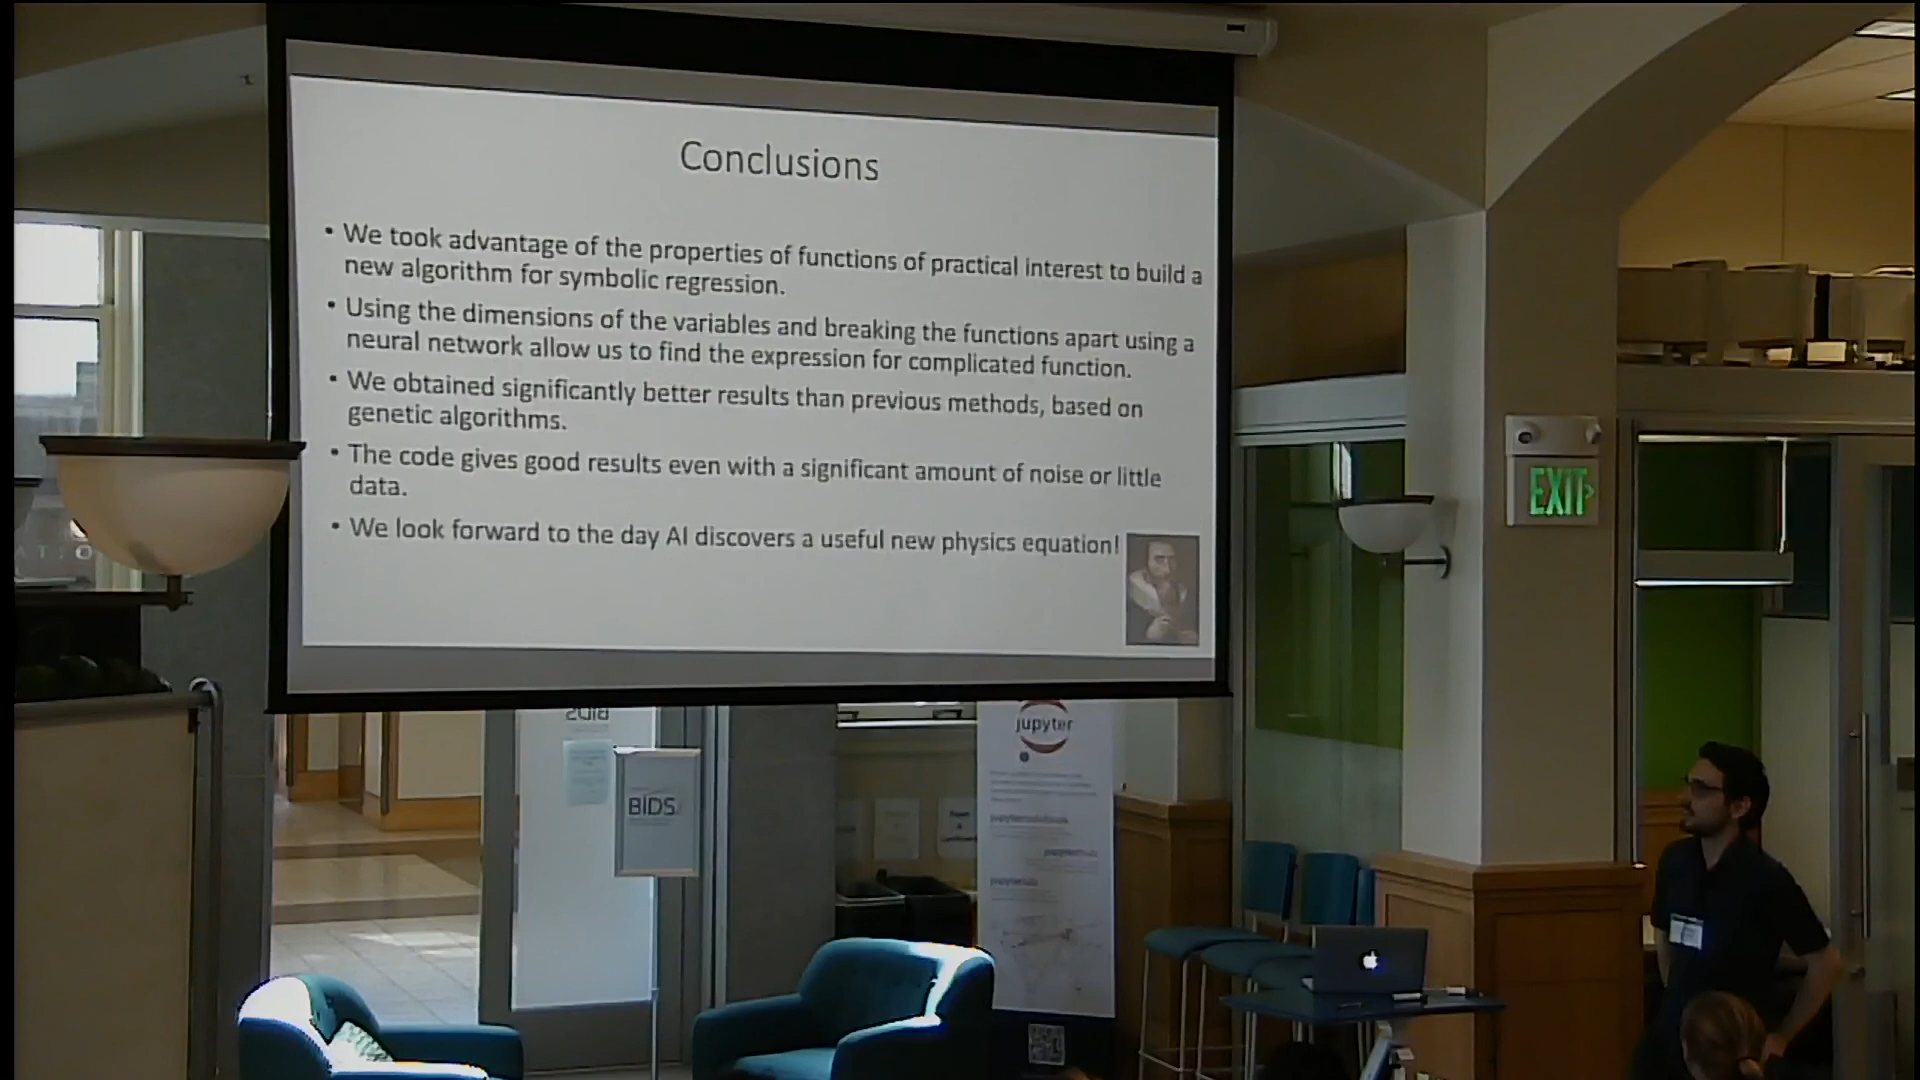 Conclusions
• We took advantage of the properties of functions of practical interest to build a
new algorithm for symbolic regression.
• Using the dimensions of the variables and breaking the functions apart using a
neural network allow us to find the expression for complicated function.
• We obtained significantly better results than previous methods, based on
genetic algorithms.
• The code gives good results even with a significant amount of noise or little
data.
• We look forward to the day AI discovers a useful new physics equation!
EXIT
jupyter
BIDS